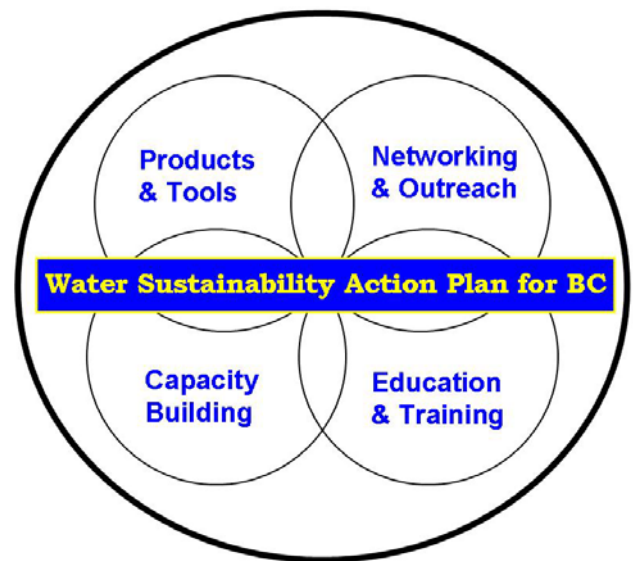 Products
& Tools
Networking
& Outreach
Water Sustainability Action Plan for BC
Capacity
Building
Education
& Training